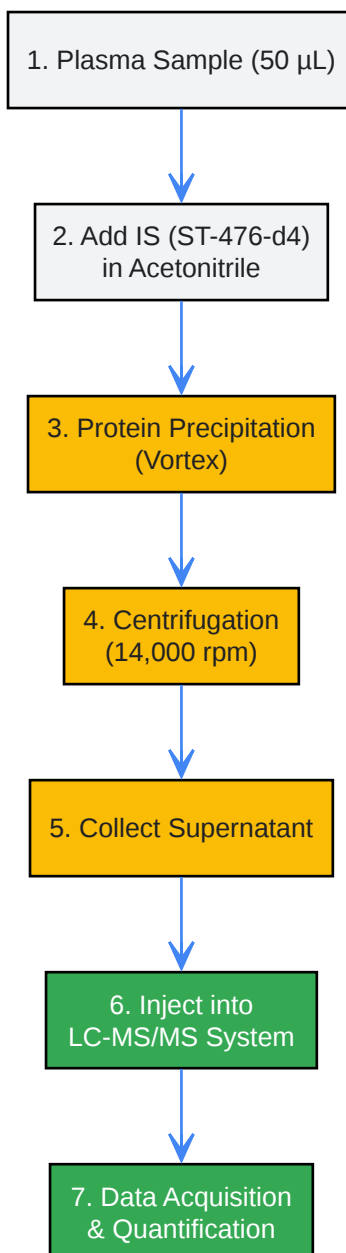 1. Plasma Sample (50 µL)
2. Add IS (ST-476-d4)
in Acetonitrile
3. Protein Precipitation
(Vortex)
4. Centrifugation
(14,000 rpm)
5. Collect Supernatant
6. Inject into
LC-MS/MS System
7. Data Acquisition
& Quantification